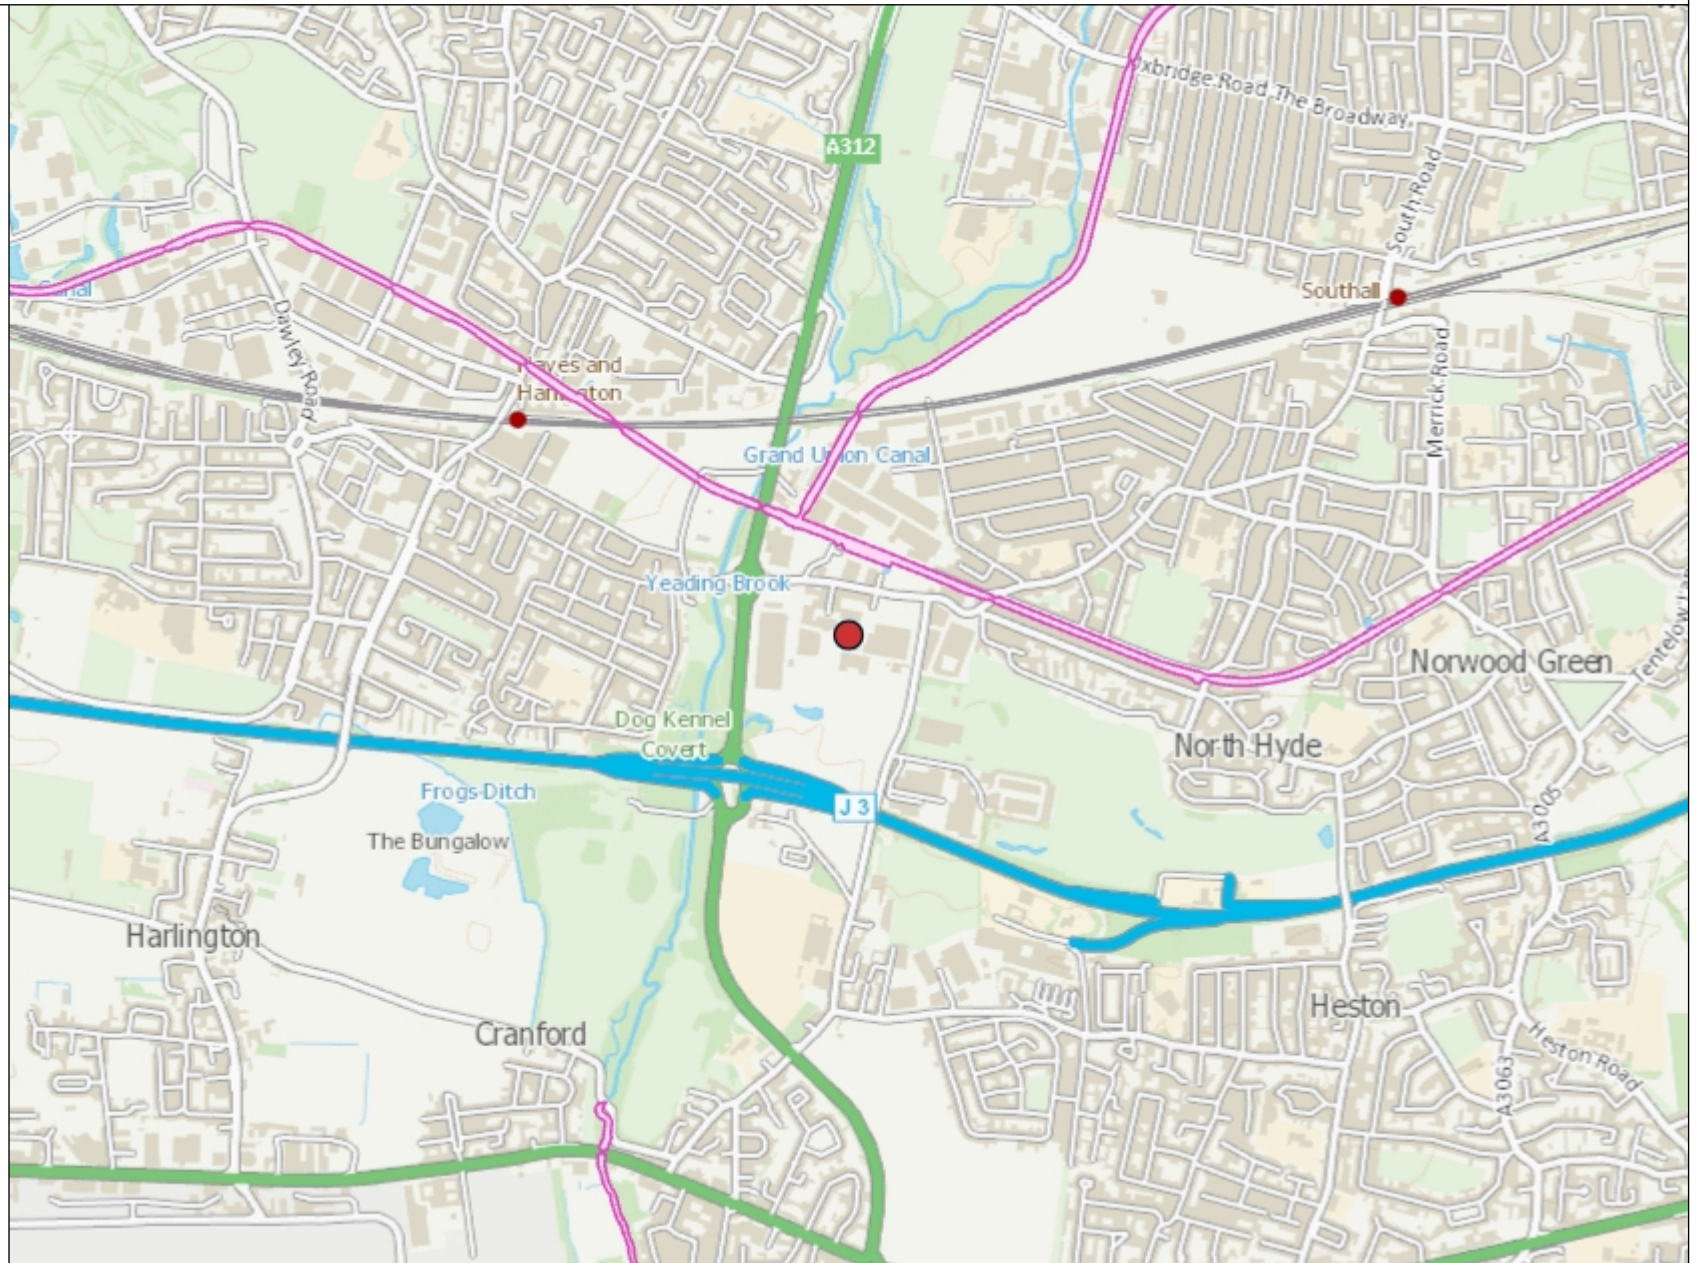 Uxbridge Road The Broadway
A312
South Road
Canal
Southall
Dawley Road
Hayes and
Harlington
Merrick Road
Grand Union Canal
Yeading Brook
Norwood Green
Dog Kennel
Covert
North Hyde
Frogs Ditch
J 3
A3005
The Bungalow
Harlington
Heston
Cranford
Heston Road
A3063